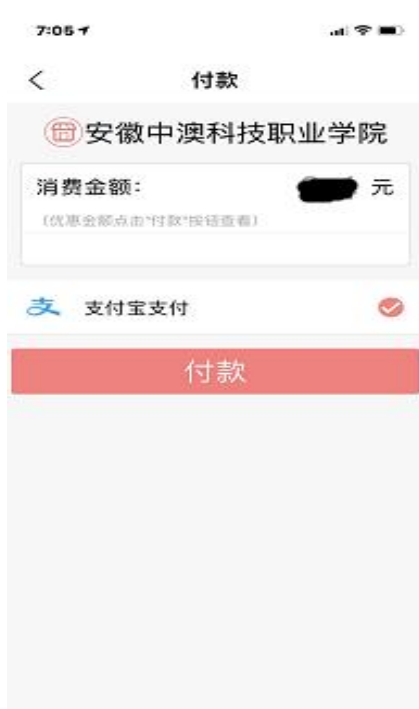 7:05
付款
安徽中澳科技职业学院
消费金额: 元
(优惠金额点击"付款"按钮查看)
支 支付宝支付
付款